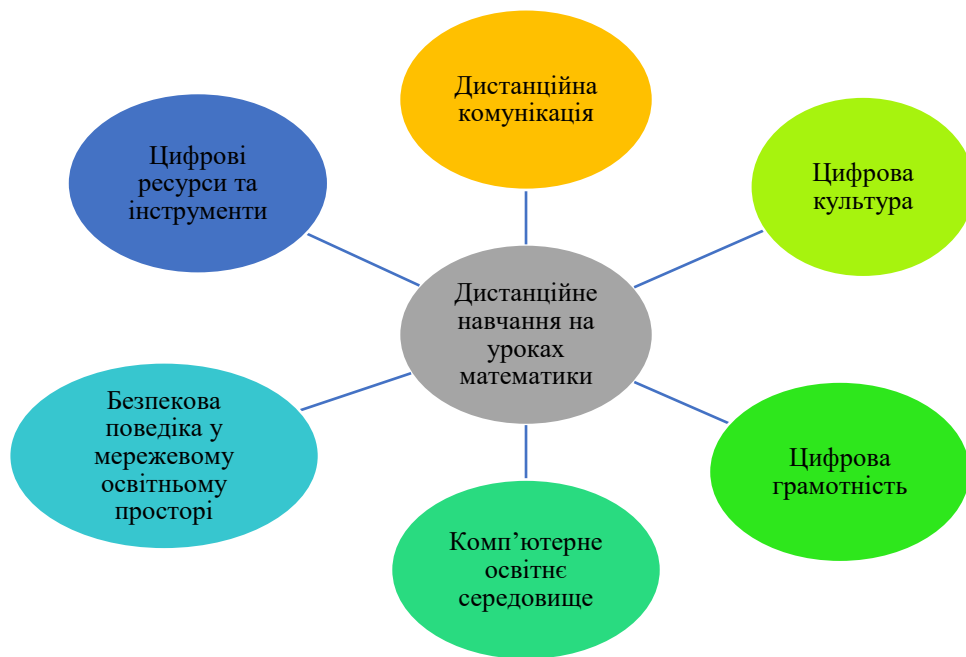 Дистанційна
комунікація
Цифрові
ресурси та
інструменти
Цифрова
культура
Дистанційне
навчання на
уроках
математики
Безпекова
поведіка у
мережевому
освітньому
просторі
Цифрова
грамотність
Комп’ютерне
освітнє
середовище